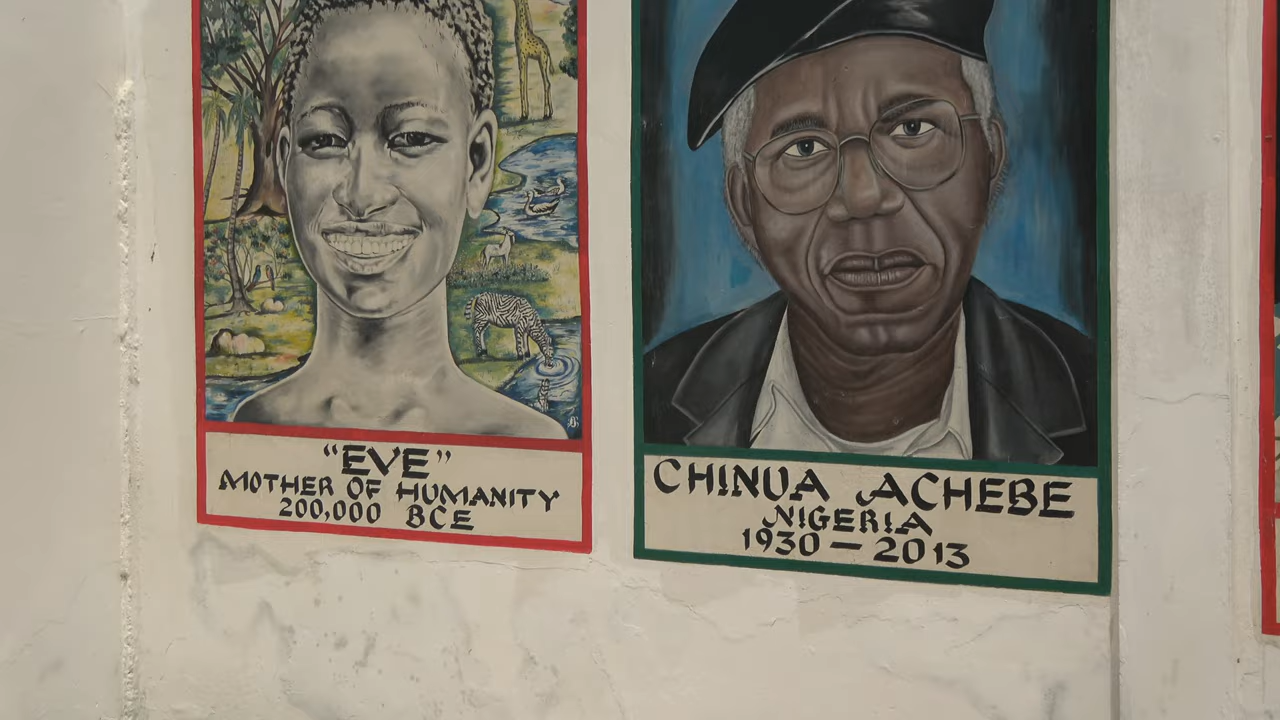 "EVE"
MOTHER OF HUMANITY
200,000 BCE
CHINUA ACHEBE
NIGERIA
1930 – 2013